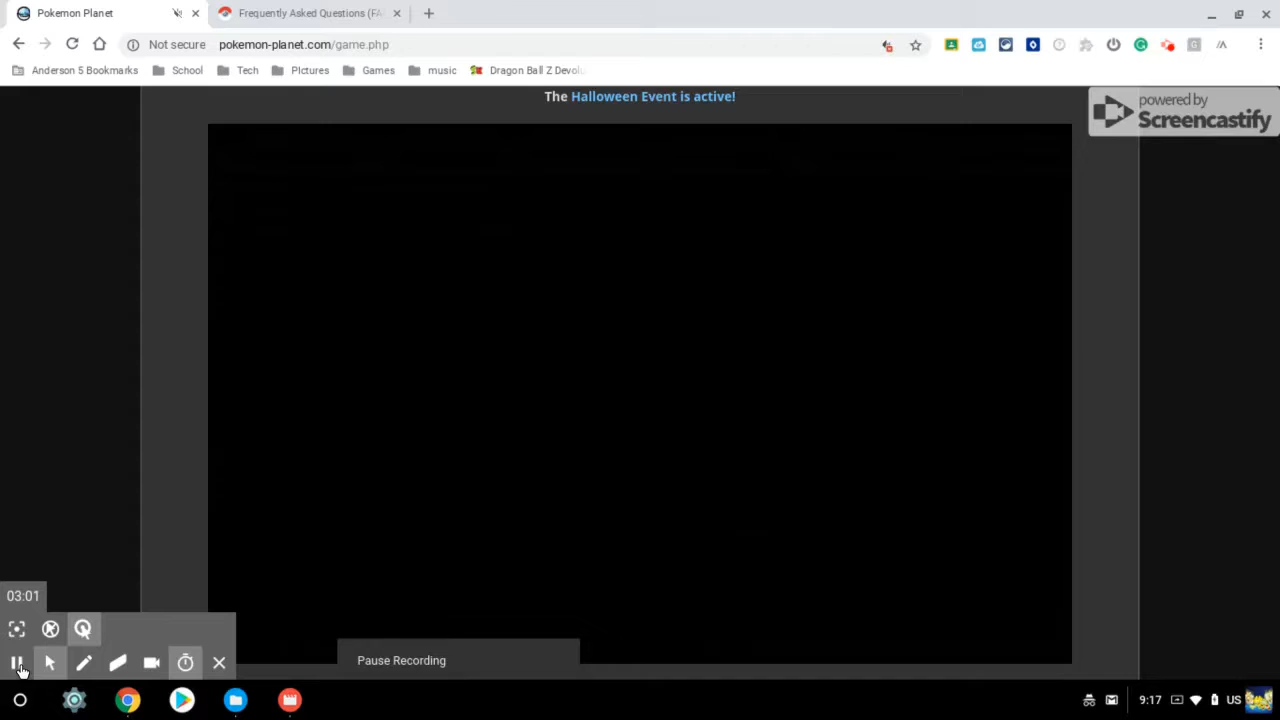 Pokemon Planet
Frequently Asked Questions (FA
Not secure pokemon-planet.com/game.php
Anderson 5 Bookmarks School Tech PIctures Games music Dragon Ball Z Devolu
The Halloween Event is active!
powered by
Screencastify
03:01
Pause Recording
9:17 US